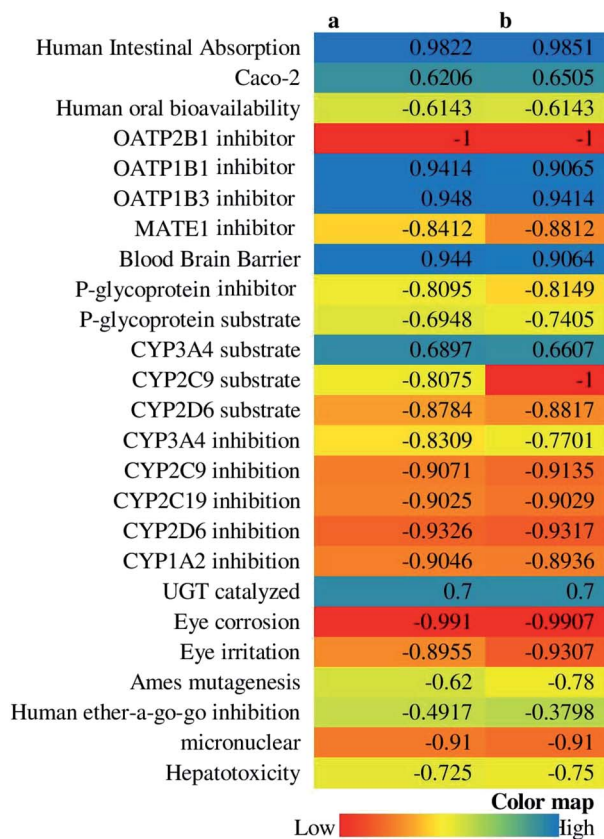 a b
Human Intestinal Absorption 0.9822 0.9851
Caco-2 0.6206 0.6505
Human oral bioavailability -0.6143 -0.6143
OATP2B1 inhibitor -1 -1
OATP1B1 inhibitor 0.9414 0.9065
OATP1B3 inhibitor 0.948 0.9414
MATE1 inhibitor -0.8412 -0.8812
Blood Brain Barrier 0.944 0.9064
P-glycoprotein inhibitor -0.8095 -0.8149
P-glycoprotein substrate -0.6948 -0.7405
CYP3A4 substrate 0.6897 0.6607
CYP2C9 substrate -0.8075 -1
CYP2D6 substrate -0.8784 -0.8817
CYP3A4 inhibition -0.8309 -0.7701
CYP2C9 inhibition -0.9071 -0.9135
CYP2C19 inhibition -0.9025 -0.9029
CYP2D6 inhibition -0.9326 -0.9317
CYP1A2 inhibition -0.9046 -0.8936
UGT catalyzed 0.7 0.7
Eye corrosion -0.991 -0.9907
Eye irritation -0.8955 -0.9307
Ames mutagenesis -0.62 -0.78
Human ether-a-go-go inhibition -0.4917 -0.3798
micronuclear -0.91 -0.91
Hepatotoxicity -0.725 -0.75
Color map
Low High